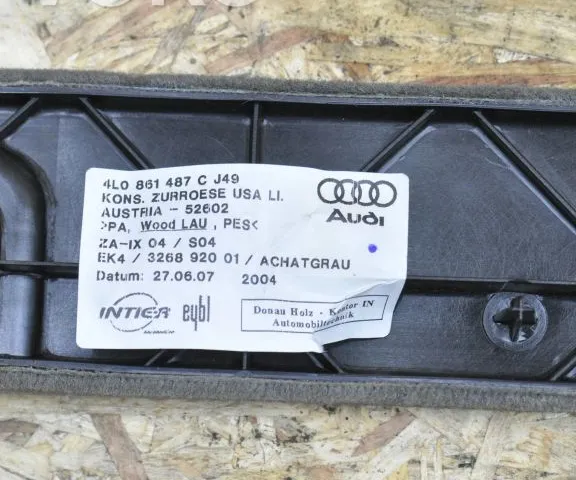 4L0 861 487 C J49
KONS. ZURROESE USA LI.
AUSTRIA - 52602
>PA, Wood LAU , PES<
ZA-IX 04 / S04
EK4 / 3268 920 01 / ACHATGRAU
Datum: 27.06.07 2004
Audi
INTIER eybl
Donau Holz - Kontor IN
Automobiltechnik